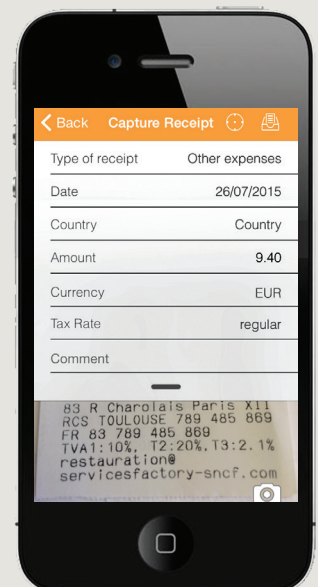 Back Capture Receipt
Type of receipt Other expenses
Date 26/07/2015
Country Country
Amount 9.40
Currency EUR
Tax Rate regular
Comment
83 R Charolais Paris XII
RCS TOULOUSE 789 485 869
FR 83 789 485 869
TVA1:10%, T2:20%,T3:2.1%
restauration@
servicesfactory-sncf.com